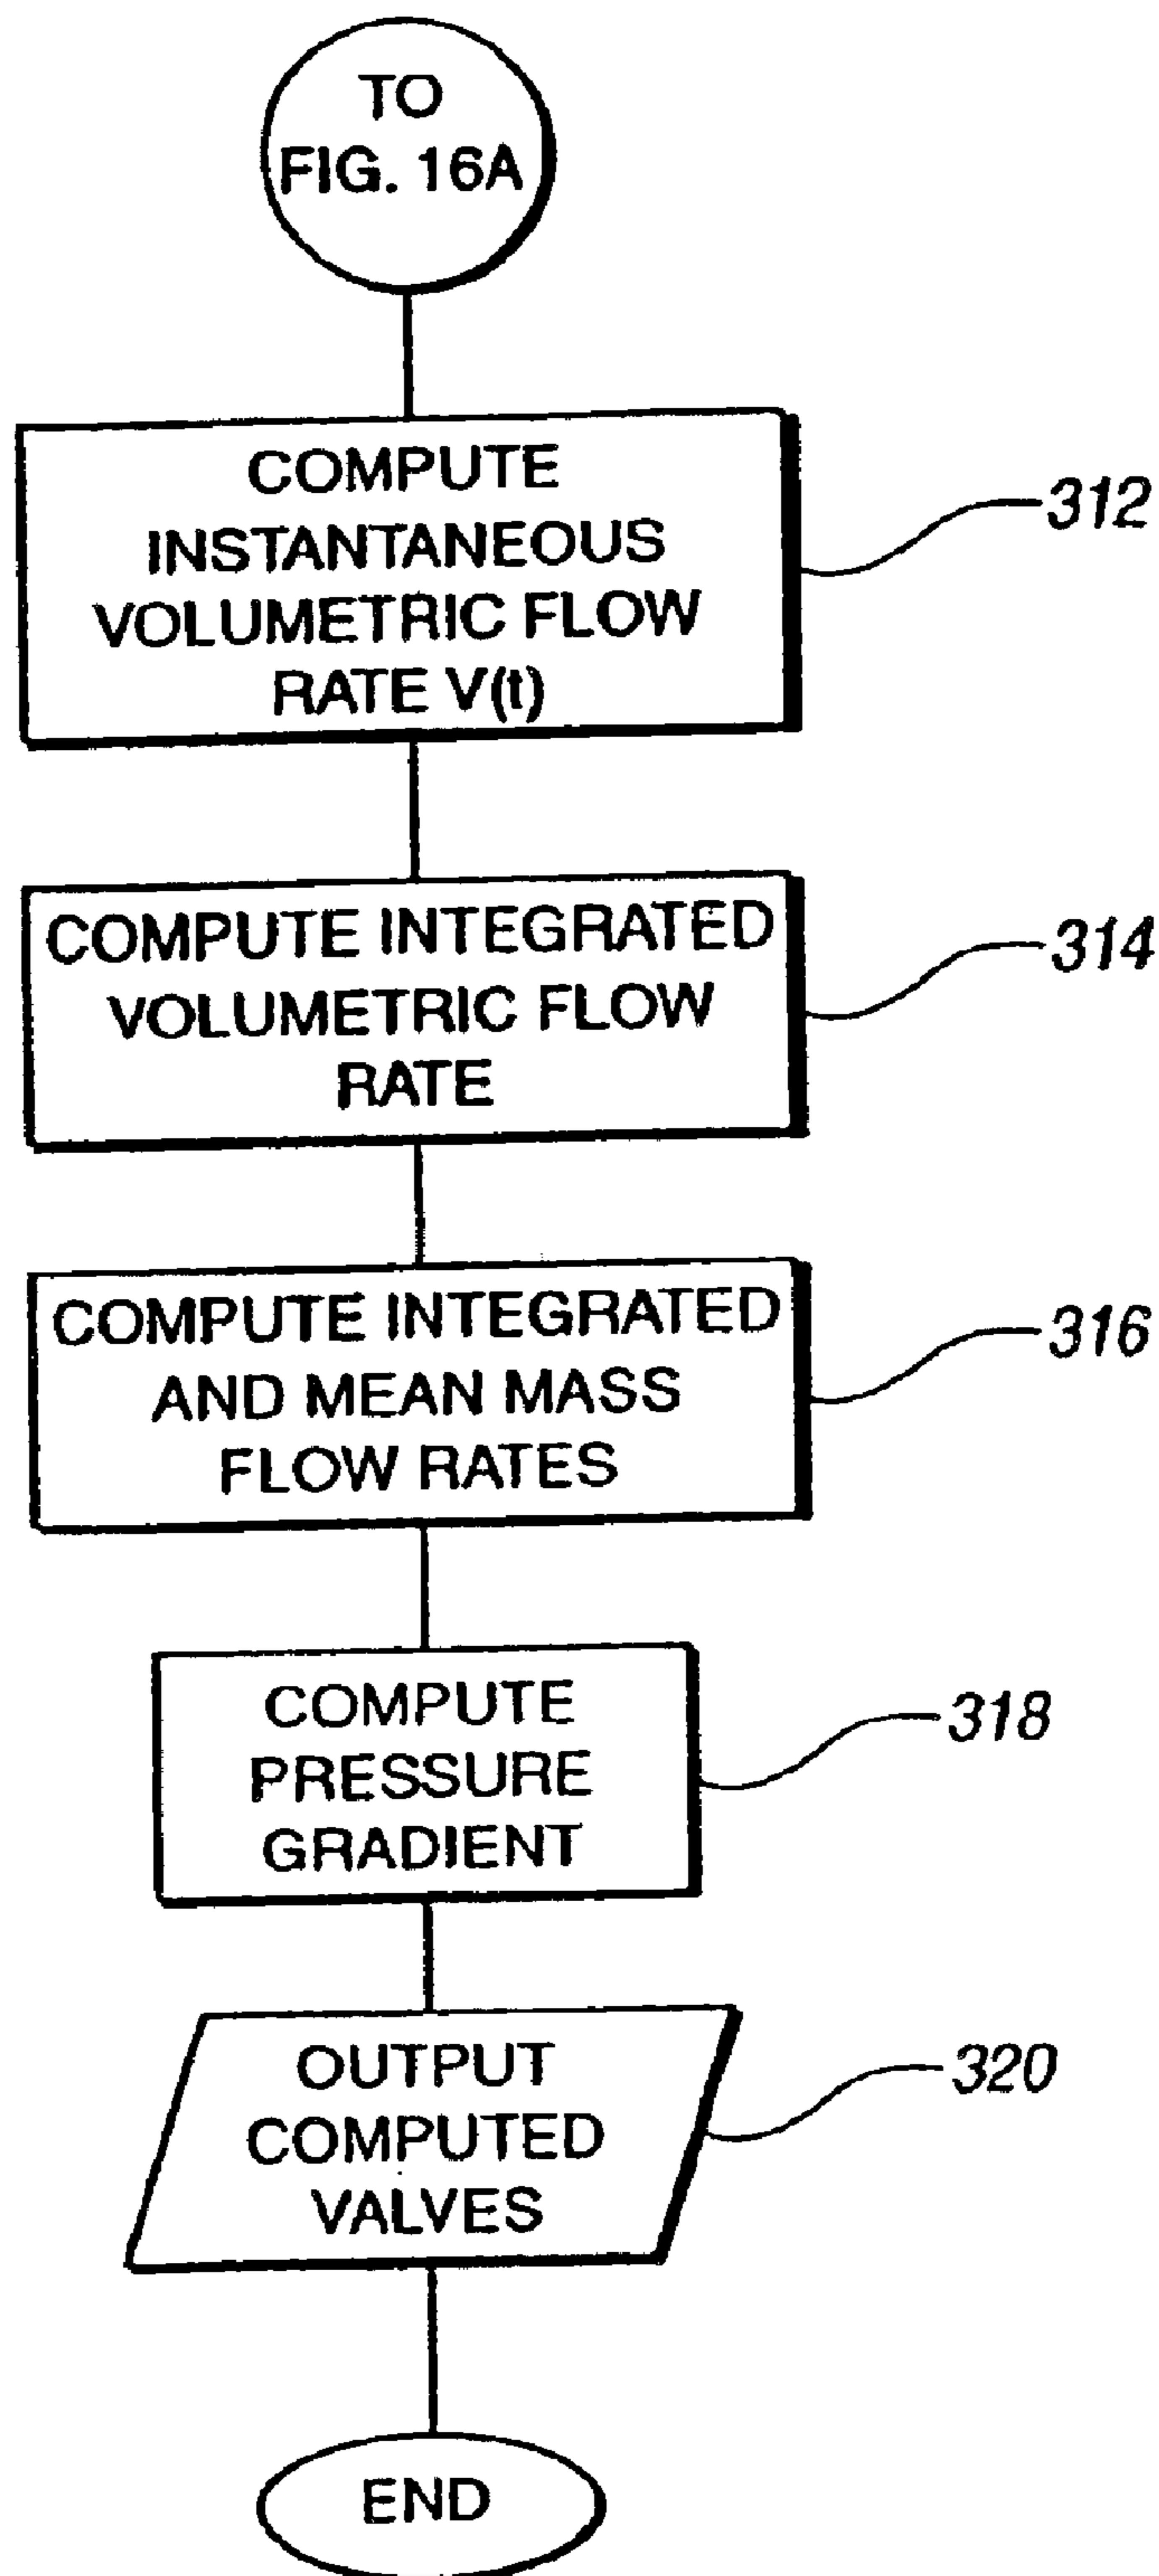 TO
FIG. 16A
COMPUTE
INSTANTANEOUS
VOLUMETRIC FLOW
RATE V(t)
312
COMPUTE INTEGRATED
VOLUMETRIC FLOW
RATE
314
COMPUTE INTEGRATED
AND MEAN MASS
FLOW RATES
316
COMPUTE
PRESSURE
GRADIENT
318
OUTPUT
COMPUTED
VALVES
320
END